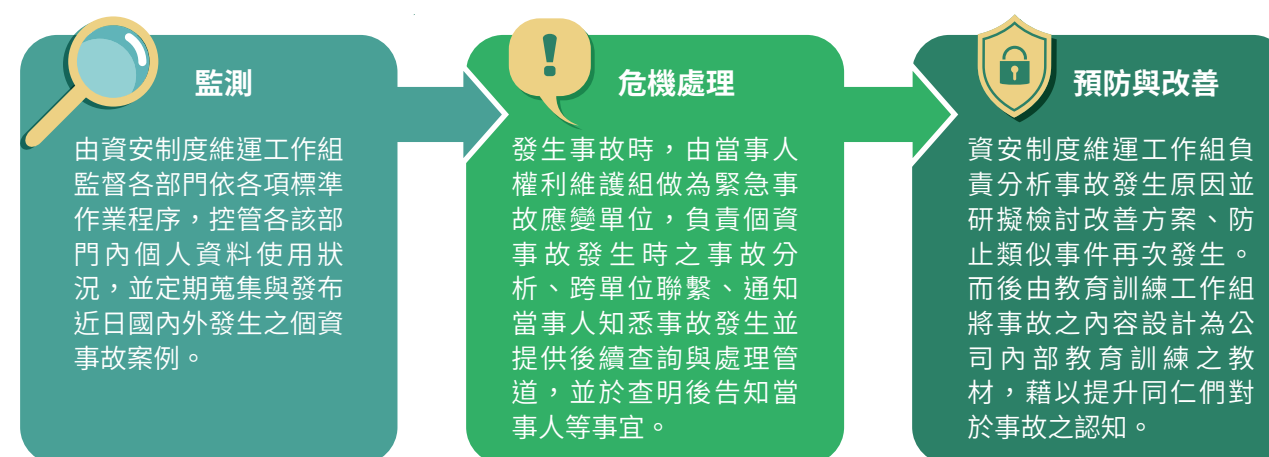 監測
由資安制度維運工作組
監督各部門依各項標準
作業程序，控管各該部
門內個人資料使用狀
況，並定期蒐集與發布
近日國內外發生之個資
事故案例。
危機處理
發生事故時，由當事人
權利維護組做為緊急事
故應變單位，負責個資
事故發生時之事故分
析、跨單位聯繫、通知
當事人知悉事故發生並
提供後續查詢與處理管
道，並於查明後告知當
事人等事宜。
預防與改善
資安制度維運工作組負
責分析事故發生原因並
研擬檢討改善方案、防
止類似事件再次發生。
而後由教育訓練工作組
將事故之內容設計為公
司內部教育訓練之教
材，藉以提升同仁們對
於事故之認知。